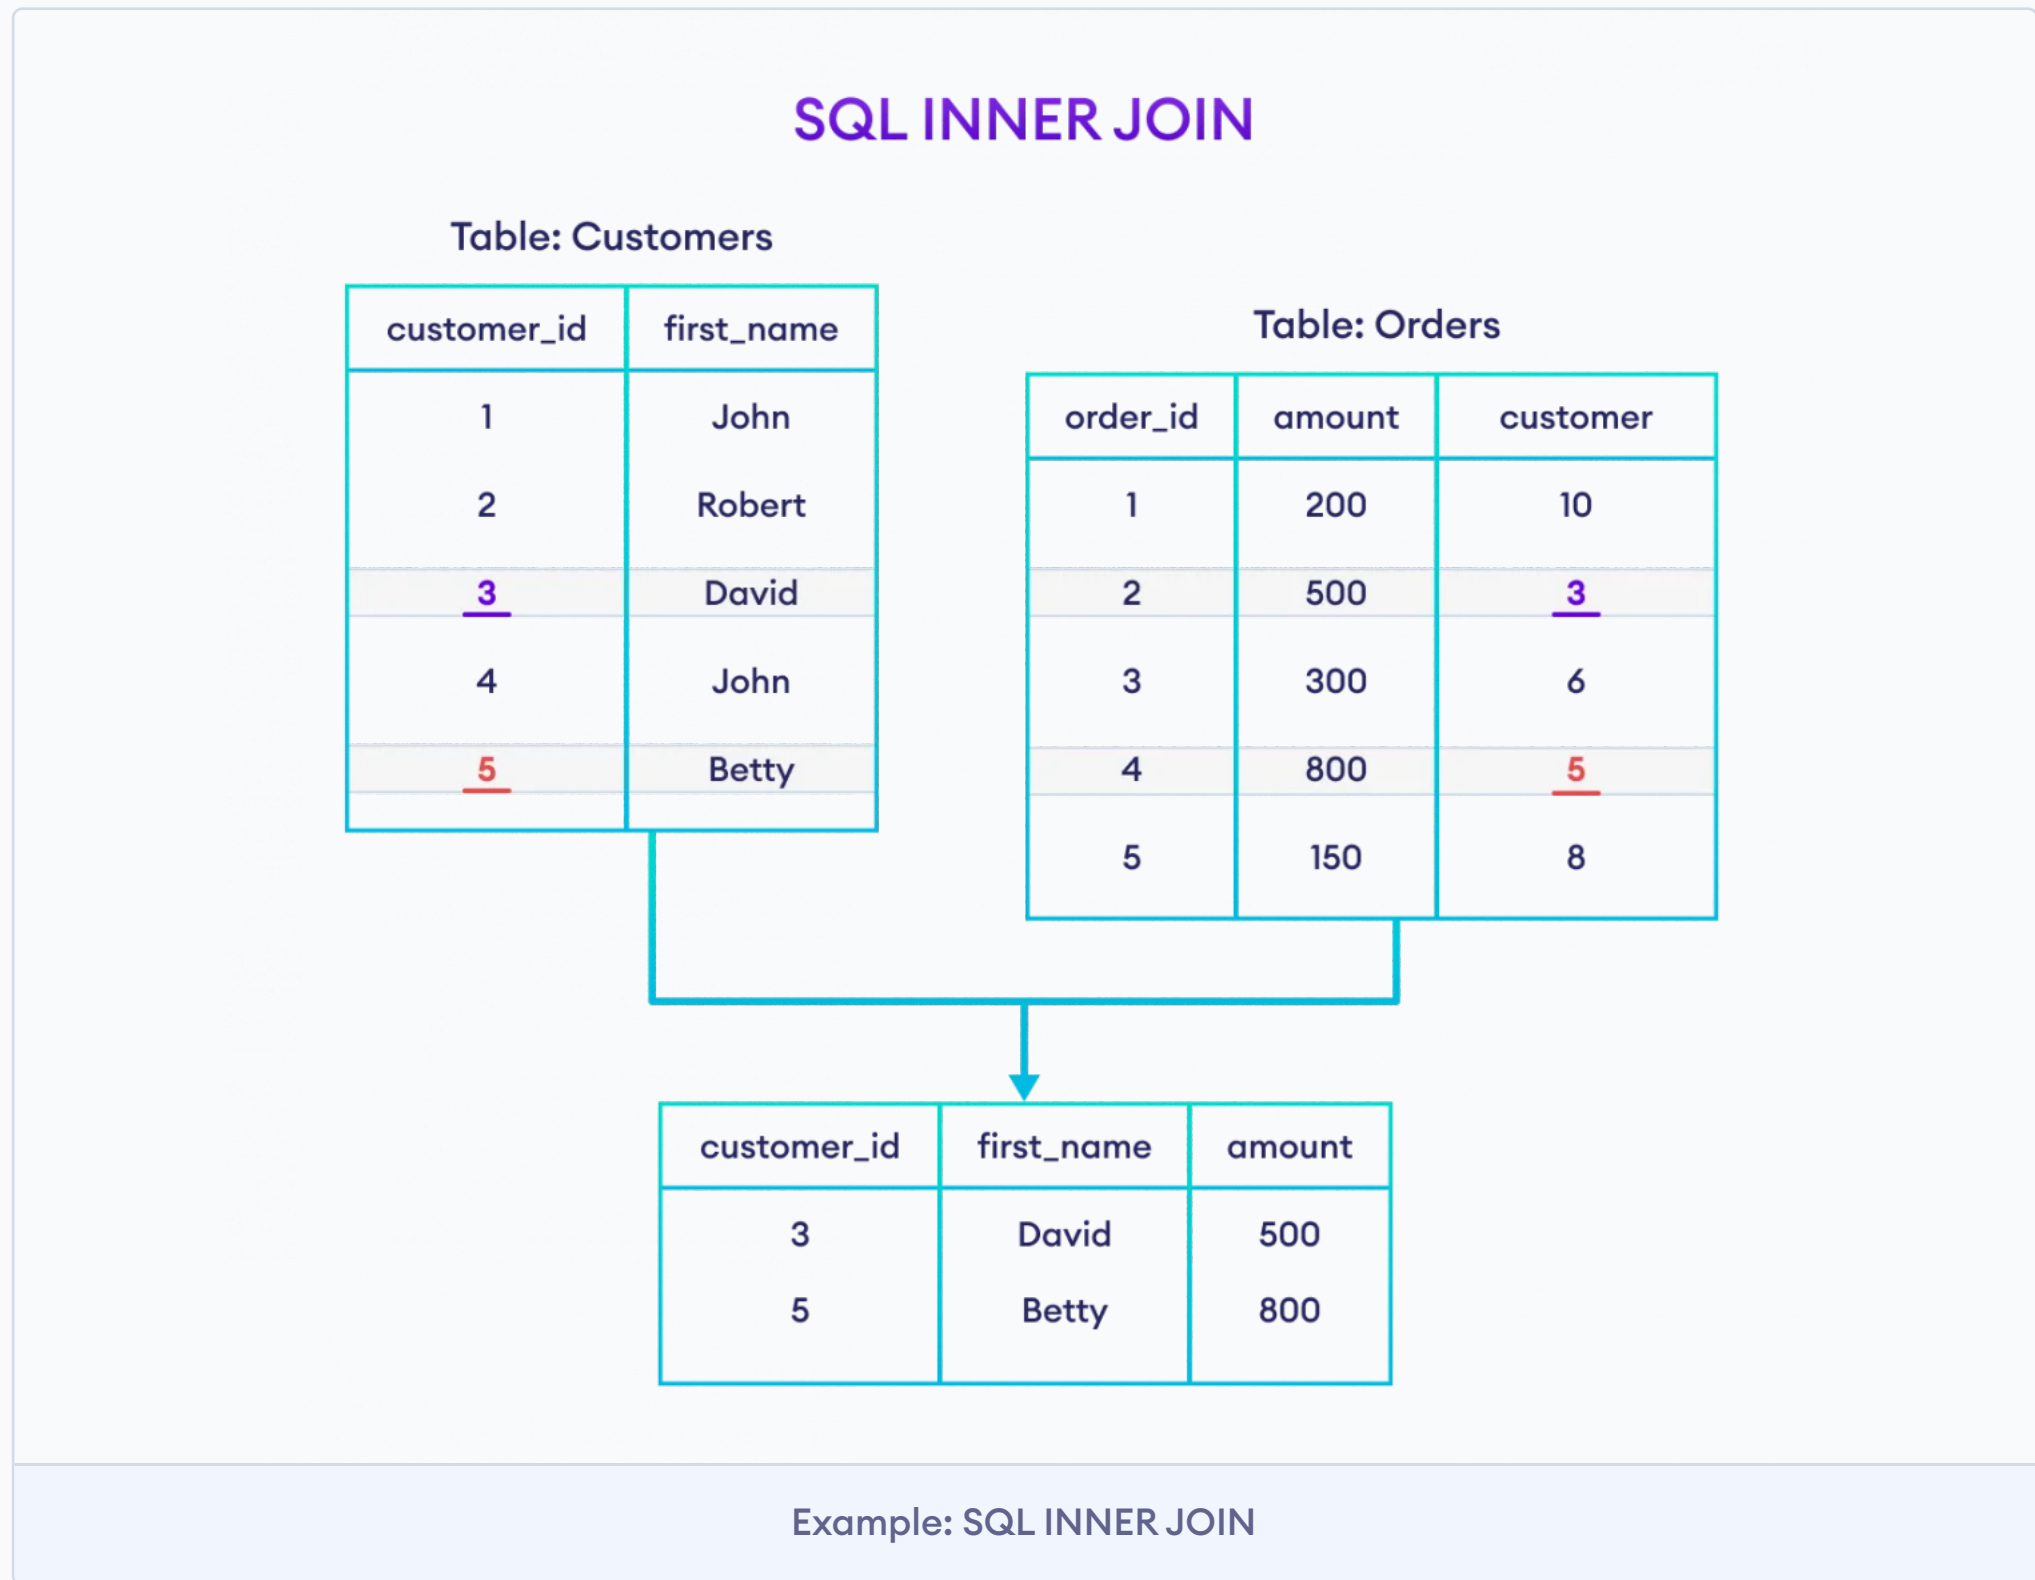 SQL INNER JOIN
Table: Customers
customer_id first_name
1 John
2 Robert
3 David
4 John
5 Betty
Table: Orders
order_id amount customer
1 200 10
2 500 3
3 300 6
4 800 5
5 150 8
customer_id first_name amount
3 David 500
5 Betty 800
Example: SQL INNER JOIN